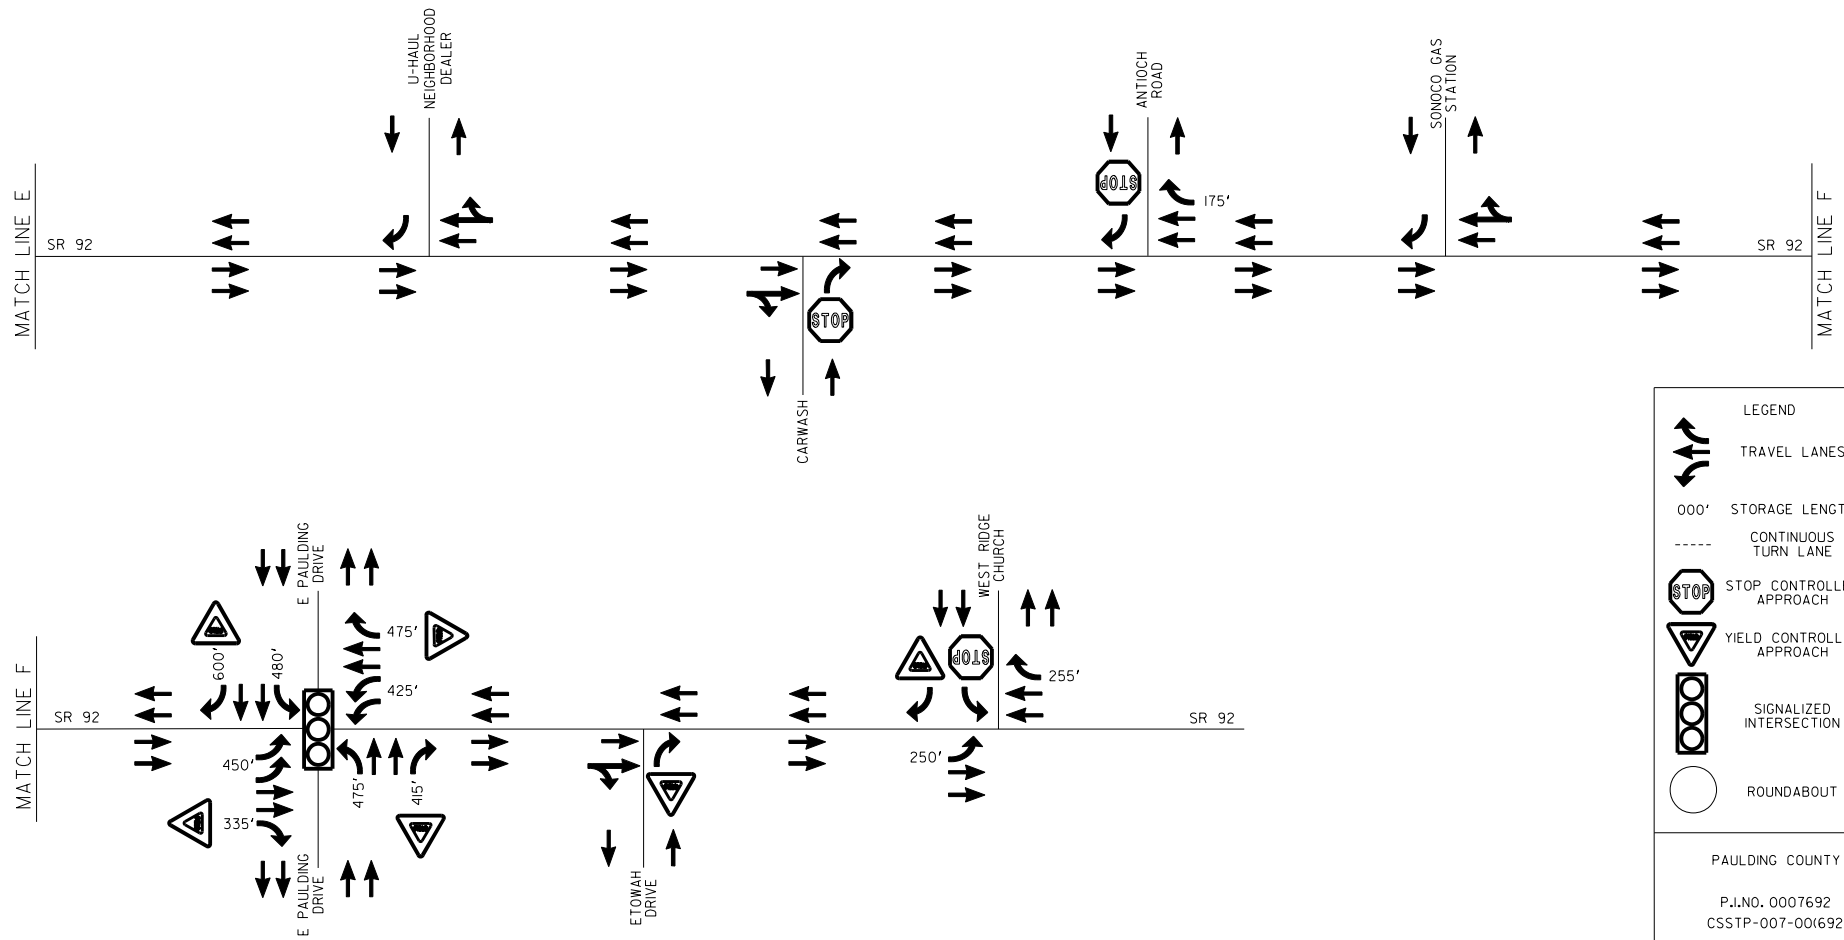 U-HAUL
NEIGHBORHOOD
DEALER
ANTIOCH
ROAD
SONOCO GAS
STATION
MATCH LINE E
SR 92
STOP
175'
SR 92
MATCH LINE F
STOP
CARWASH
LEGEND
TRAVEL LANES
000' STORAGE LENGT
CONTINUOUS
TURN LANE
STOP
STOP CONTROLL
APPROACH
YIELD CONTROLL
APPROACH
SIGNALIZED
INTERSECTION
ROUNDABOUT
PAULDING COUNTY
P.I.NO. 0007692
CSSTP-007-00(692
E PAULDING
DRIVE
WEST RIDGE
CHURCH
MATCH LINE F
SR 92
600'
480'
475'
425'
450'
335'
475'
415'
STOP
255'
250'
SR 92
E PAULDING
DRIVE
ETOWAH
DRIVE